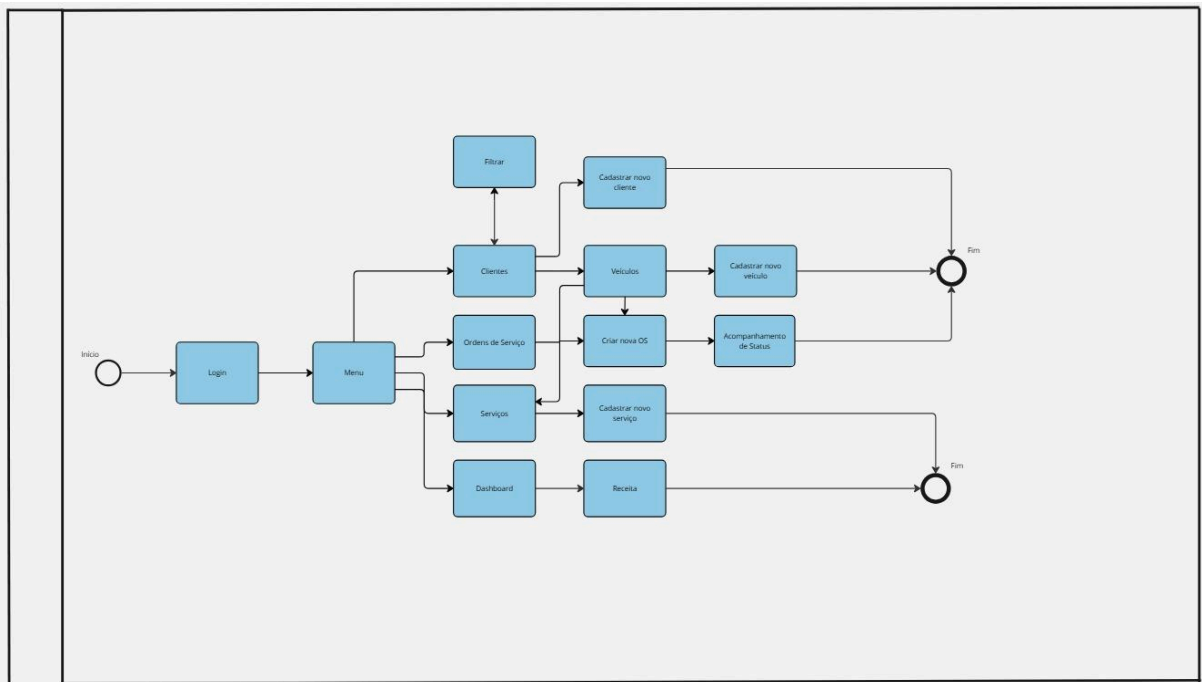 Filtrar
Cadastrar novo
cliente
Clientes
Veículos
Cadastrar novo
veículo
Fim
Início
Login
Menu
Ordens de Serviço
Criar nova OS
Acompanhamento
de Status
Serviços
Cadastrar novo
serviço
Dashboard
Receita
Fim